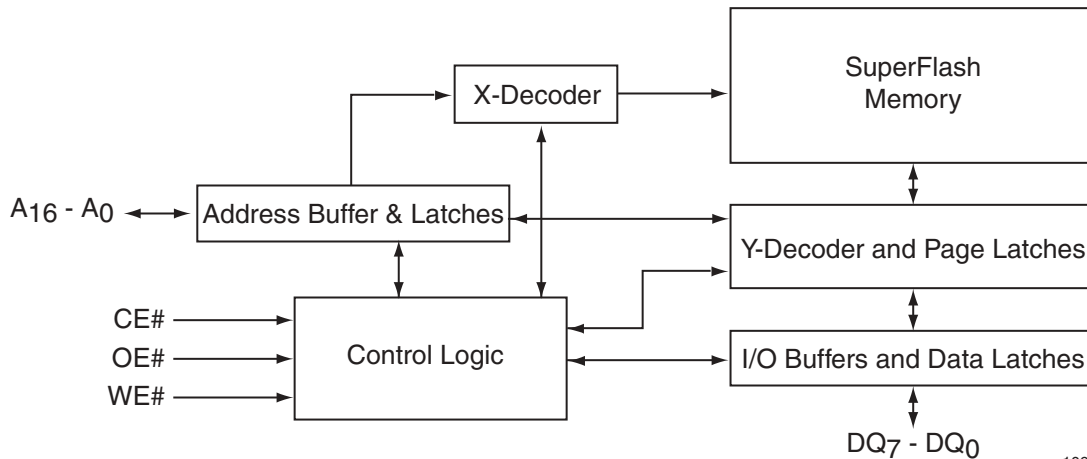 SuperFlash
Memory
X-Decoder
A16 - A0
Address Buffer & Latches
Y-Decoder and Page Latches
CE#
OE#
WE#
Control Logic
I/O Buffers and Data Latches
DQ7 - DQ0